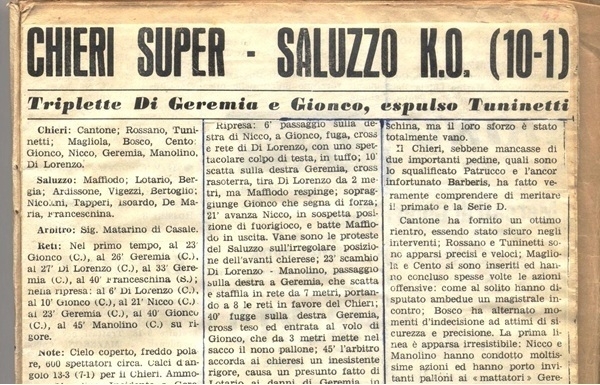 CHIERI SUPER - SALUZZO K.O. (10-1)
Triplette Di Geremia e Gionco, espulso Tuninetti
Chieri: Cantone; Rossano, Tuni-
netti; Magliola, Bosco, Cento;
Gionco, Nicco, Geremia, Manolino,
Di Lorenzo.
Saluzzo: Maffiodo; Lotario, Ber-
gia; Ardissone, Vigezzi, Bertoglio;
Nicolini, Tapperi, Isoardo, De Ma-
ria, Franceschina.
Arbitro: Sig. Matarino di Casale.
Reti: Nel primo tempo, al 23'
Gionco (C.), al 26' Geremia (C.),
al 27' Di Lorenzo (C.), al 33' Gere-
mia (C.), al 40' Franceschina (S.);
nella ripresa: al 6' Di Lorenzo (C.),
al 10' Gionco (C.), al 21' Nicco (C.)
al 23' Geremia (C.), al 40' Gionco
(C.), al 45' Manolino (C.) su ri-
gore.
Note: Cielo coperto, freddo pola-
re, 600 spettatori circa. Calci d'an-
golo 13-3 (7-1) per il Chieri. Ammo-
Ripresa: 6' passaggio sulla de-
stra di Nicco, a Gionco, fuga, cross
e rete di Di Lorenzo, con uno spet-
tacolare colpo di testa, in tuffo; 10'
scatta sulla destra Geremia, cross
rasoterra, tira Di Lorenzo da 2 me-
tri, ma Maffiodo respinge; soprag-
giunge Gionco che segna di forza;
21' avanza Nicco, in sospetta posi-
zione di fuorigioco, e batte Maffio-
do in uscita. Vane sono le proteste
del Saluzzo sull'irregolare posizio-
ne dell'avanti chierese; 23' scambio
Di Lorenzo - Manolino, passaggio
sulla destra a Geremia, che scatta
e staffila in rete da 7 metri, portan-
do a 8 le reti in favore del Chieri;
40' fugge sulla destra Geremia,
cross teso ed entrata al volo di
Gionco, che da 3 metri mette nel
sacco il nono pallone; 45' l'arbitro
accorda ai chieresi un inesistente
rigore, causa un presunto fatto di
Lotario ai danni di Geremia, in
schina, ma il loro sforzo è stato
totalmente vano.
Il Chieri, sebbene mancasse di
due importanti pedine, quali sono
lo squalificato Patrucco e l'ancor
infortunato Barberis, ha fatto ve-
ramente comprendere di meritare
il primato e la Serie D.
Cantone ha fornito un ottimo
rientro, essendo stato sicuro negli
interventi; Rossano e Tuninetti so-
no apparsi precisi e veloci; Maglio-
la e Cento si sono inseriti ed han-
no concluso spesse volte le azioni
offensive: come al solito hanno di-
sputato ambedue un magistrale in-
contro; Bosco ha alternato mo-
menti d'indecisione ad attimi di si-
curezza e precisione. La prima li-
nea è apparsa irresistibile; Nicco e
Manolino hanno condotto moltis-
sime azioni ed hanno porto invi-
tanti palloni ai «mattatori» Gere-